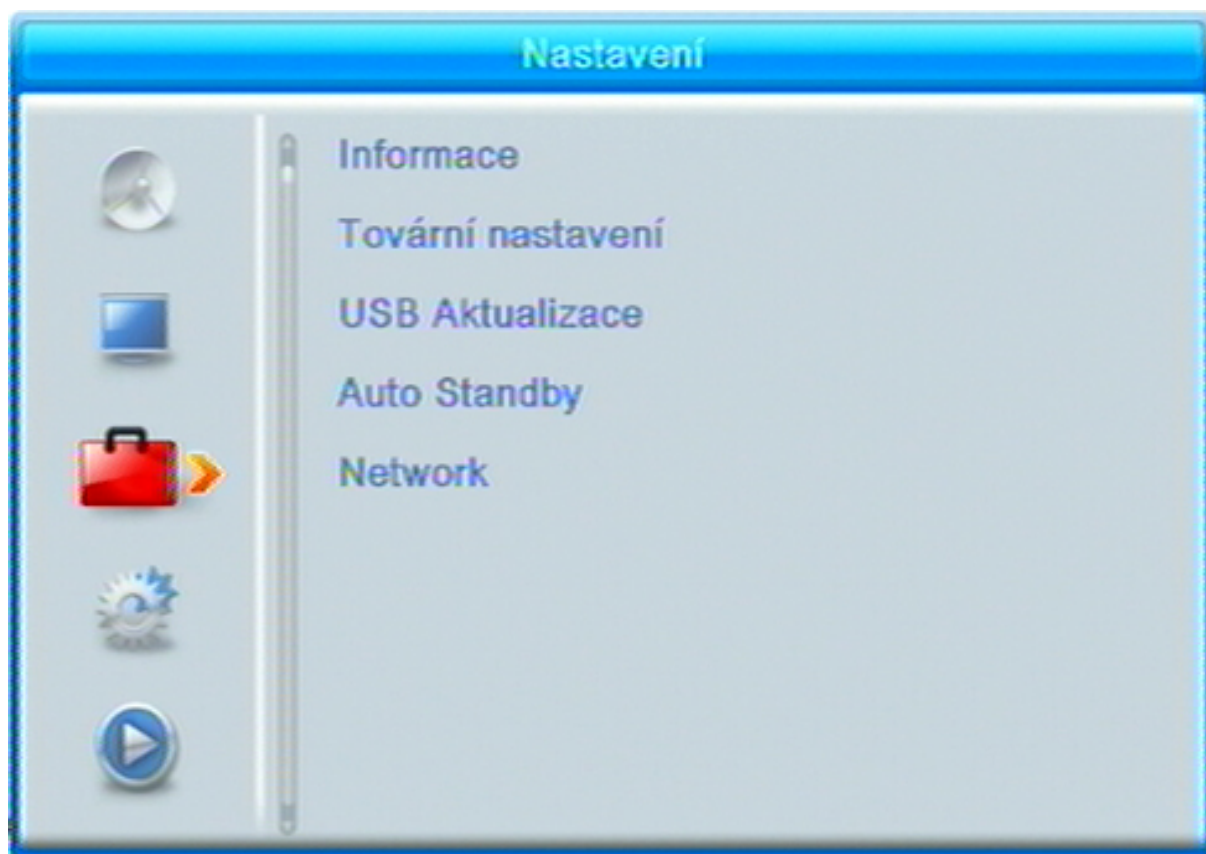 Nastavení
Informace
Tovární nastavení
USB Aktualizace
Auto Standby
Network